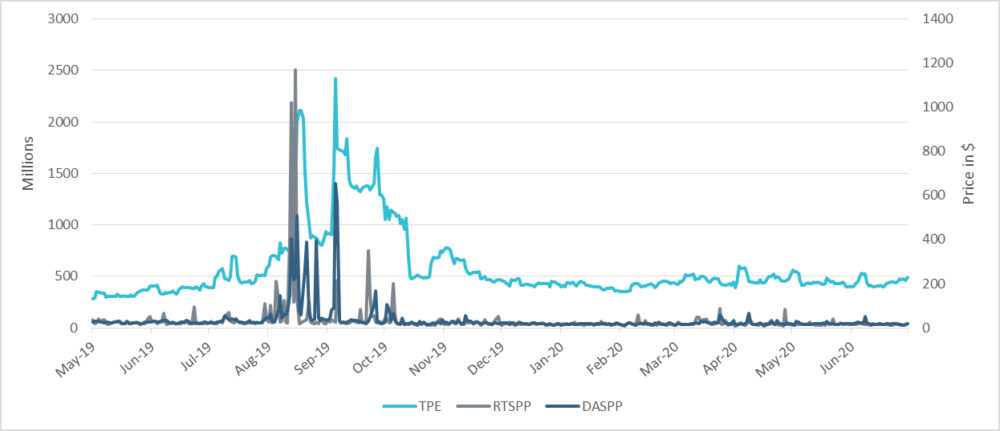 Millions
3000
2500
2000
1500
1000
500
0
1400
1200
1000
800
600
400
200
0
Price in $
May-19
Jun-19
Jul-19
Aug-19
Sep-19
Oct-19
Nov-19
Dec-19
Jan-20
Feb-20
Mar-20
Apr-20
May-20
Jun-20
TPE RTSPP DASPP